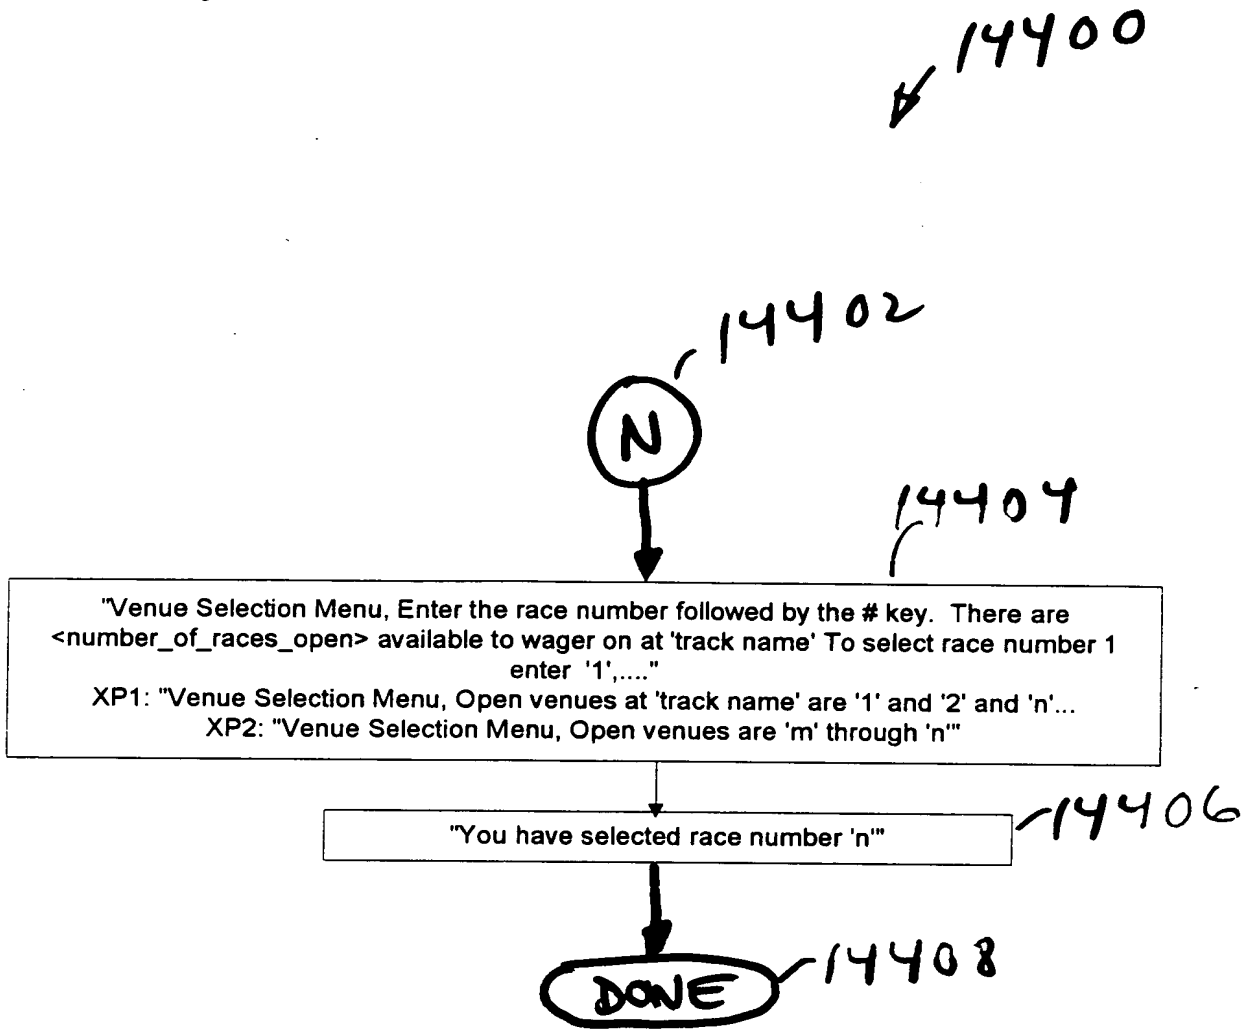 14400
14402
N
14404
"Venue Selection Menu, Enter the race number followed by the # key. There are
<number_of_races_open> available to wager on at 'track name' To select race number 1
enter '1',...."
XP1: "Venue Selection Menu, Open venues at 'track name' are '1' and '2' and 'n'...
XP2: "Venue Selection Menu, Open venues are 'm' through 'n'"
"You have selected race number 'n'"
14406
DONE
14408